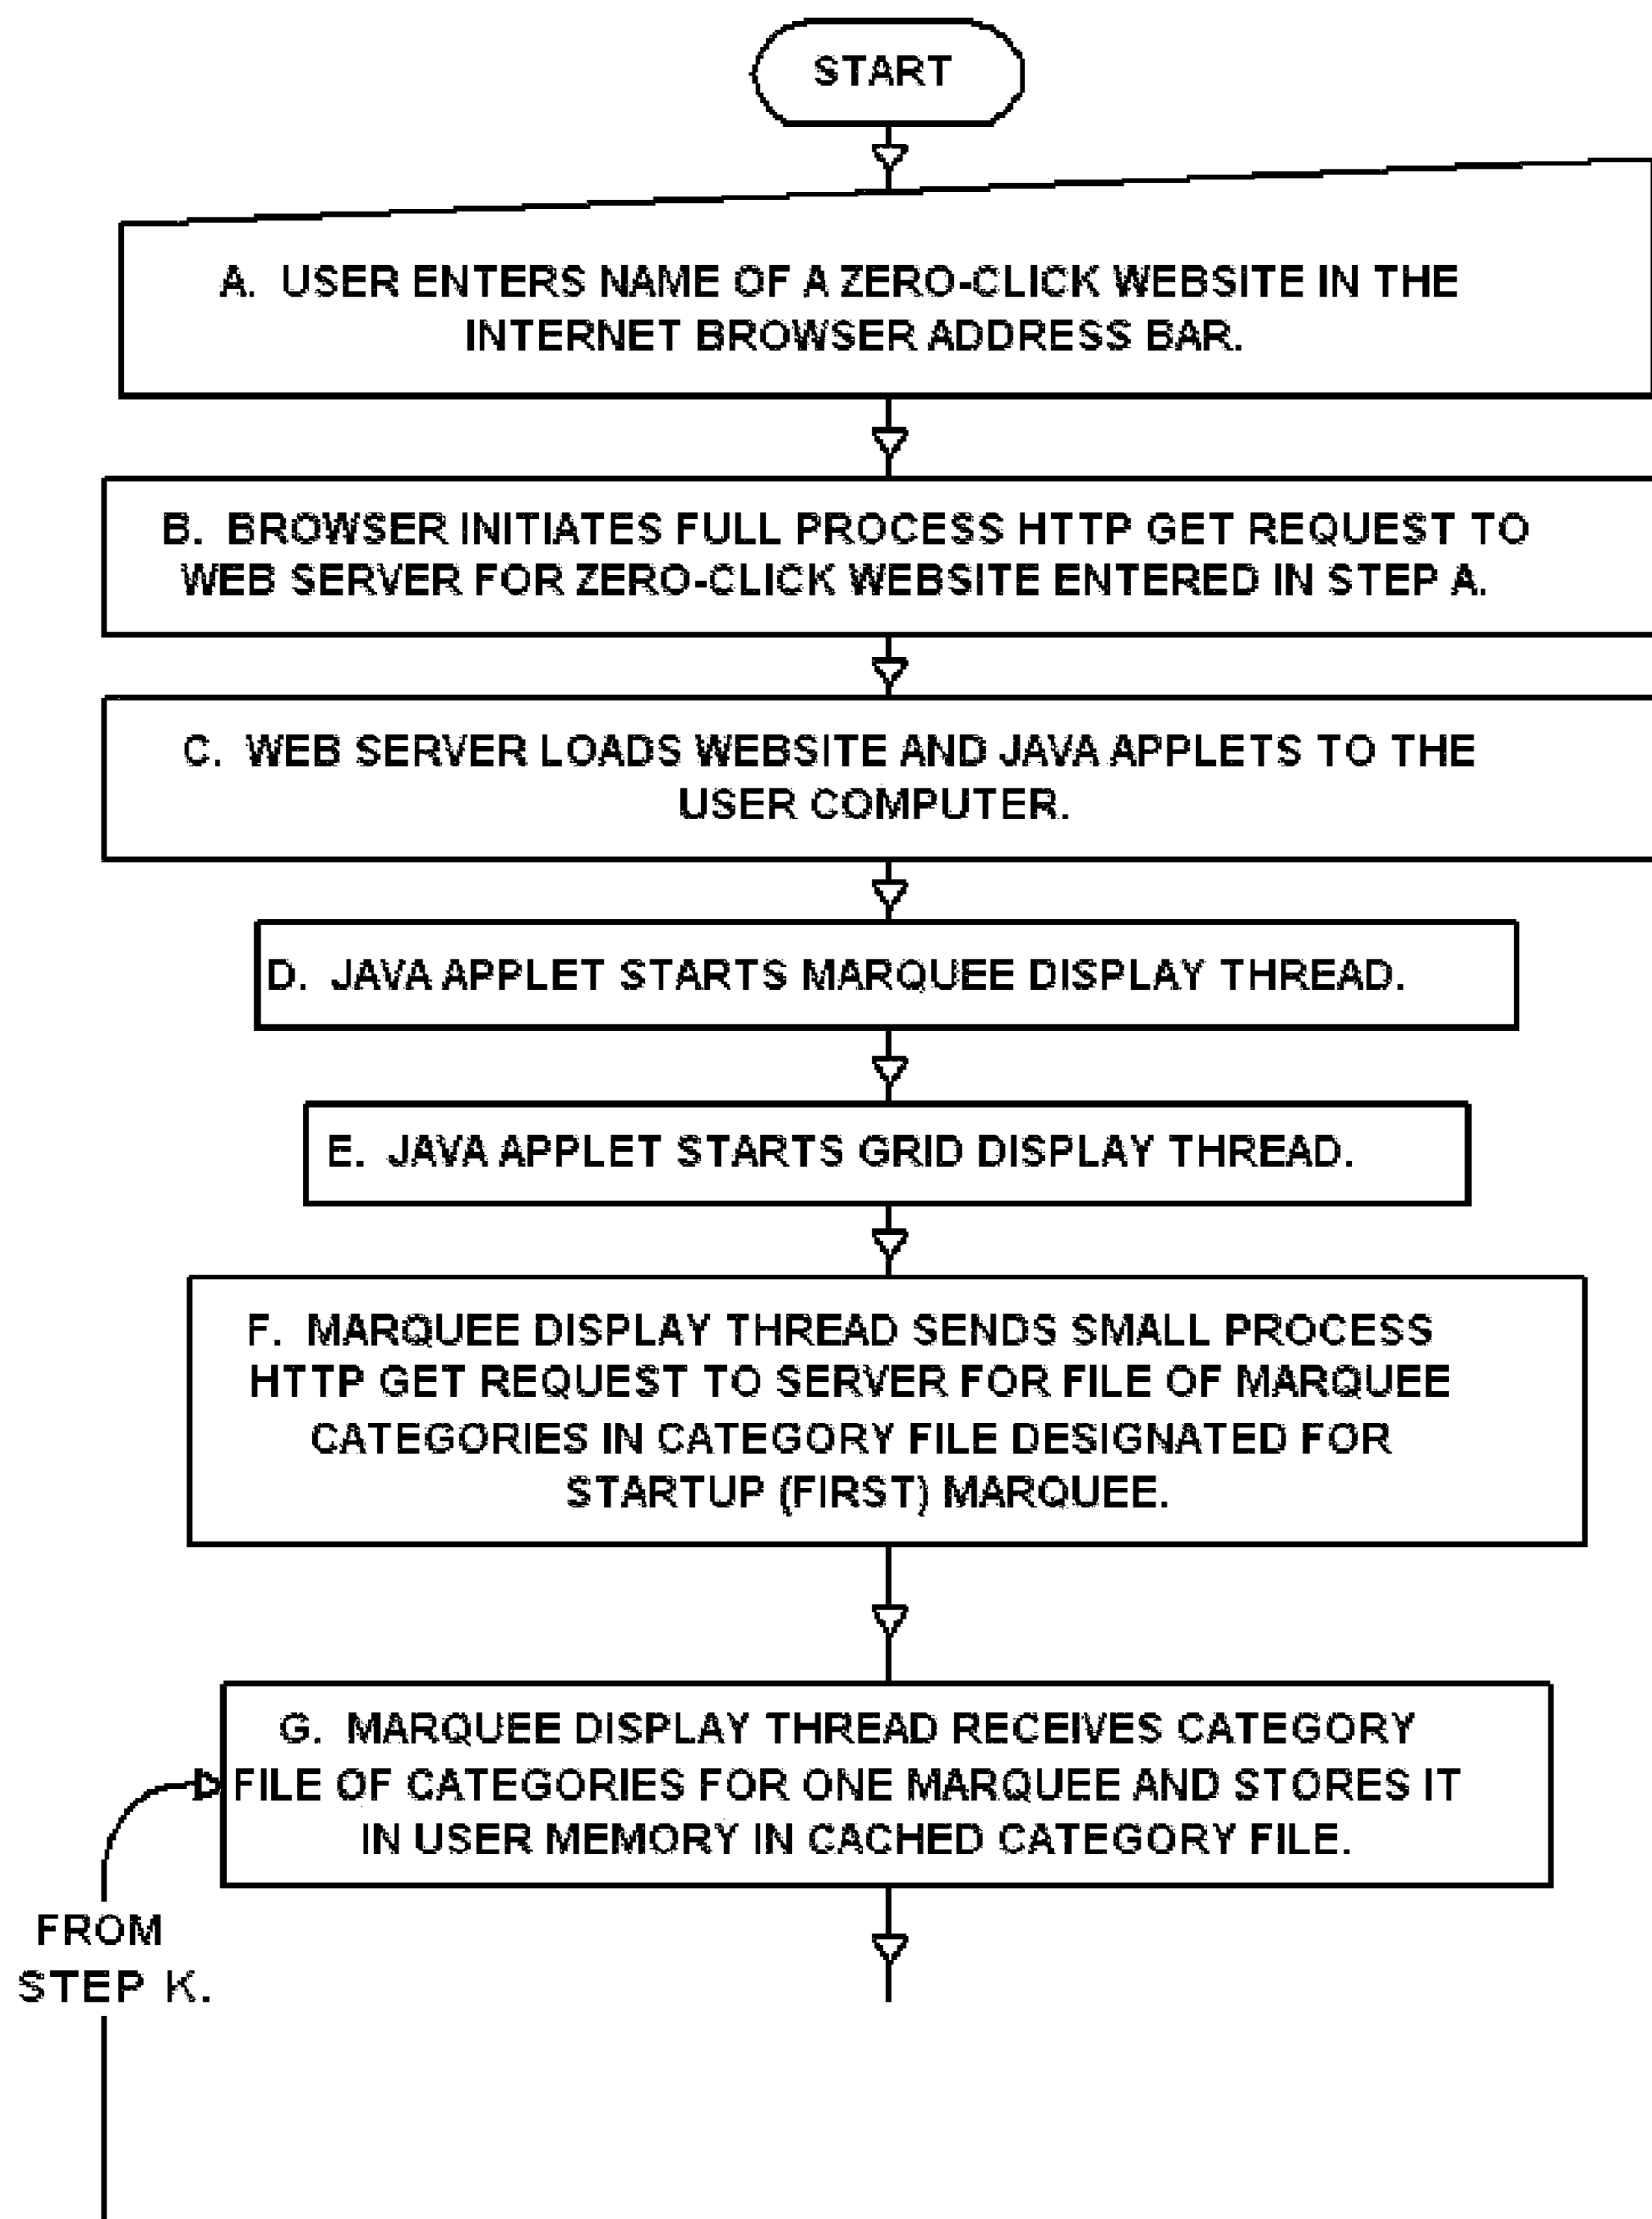 START
A. USER ENTERS NAME OF A ZERO-CLICK WEBSITE IN THE
INTERNET BROWSER ADDRESS BAR.
B. BROWSER INITIATES FULL PROCESS HTTP GET REQUEST TO
WEB SERVER FOR ZERO-CLICK WEBSITE ENTERED IN STEP A.
C. WEB SERVER LOADS WEBSITE AND JAVA APPLETS TO THE
USER COMPUTER.
D. JAVA APPLET STARTS MARQUEE DISPLAY THREAD.
E. JAVA APPLET STARTS GRID DISPLAY THREAD.
F. MARQUEE DISPLAY THREAD SENDS SMALL PROCESS
HTTP GET REQUEST TO SERVER FOR FILE OF MARQUEE
CATEGORIES IN CATEGORY FILE DESIGNATED FOR
STARTUP (FIRST) MARQUEE.
G. MARQUEE DISPLAY THREAD RECEIVES CATEGORY
FILE OF CATEGORIES FOR ONE MARQUEE AND STORES IT
IN USER MEMORY IN CACHED CATEGORY FILE.
FROM
STEP K.